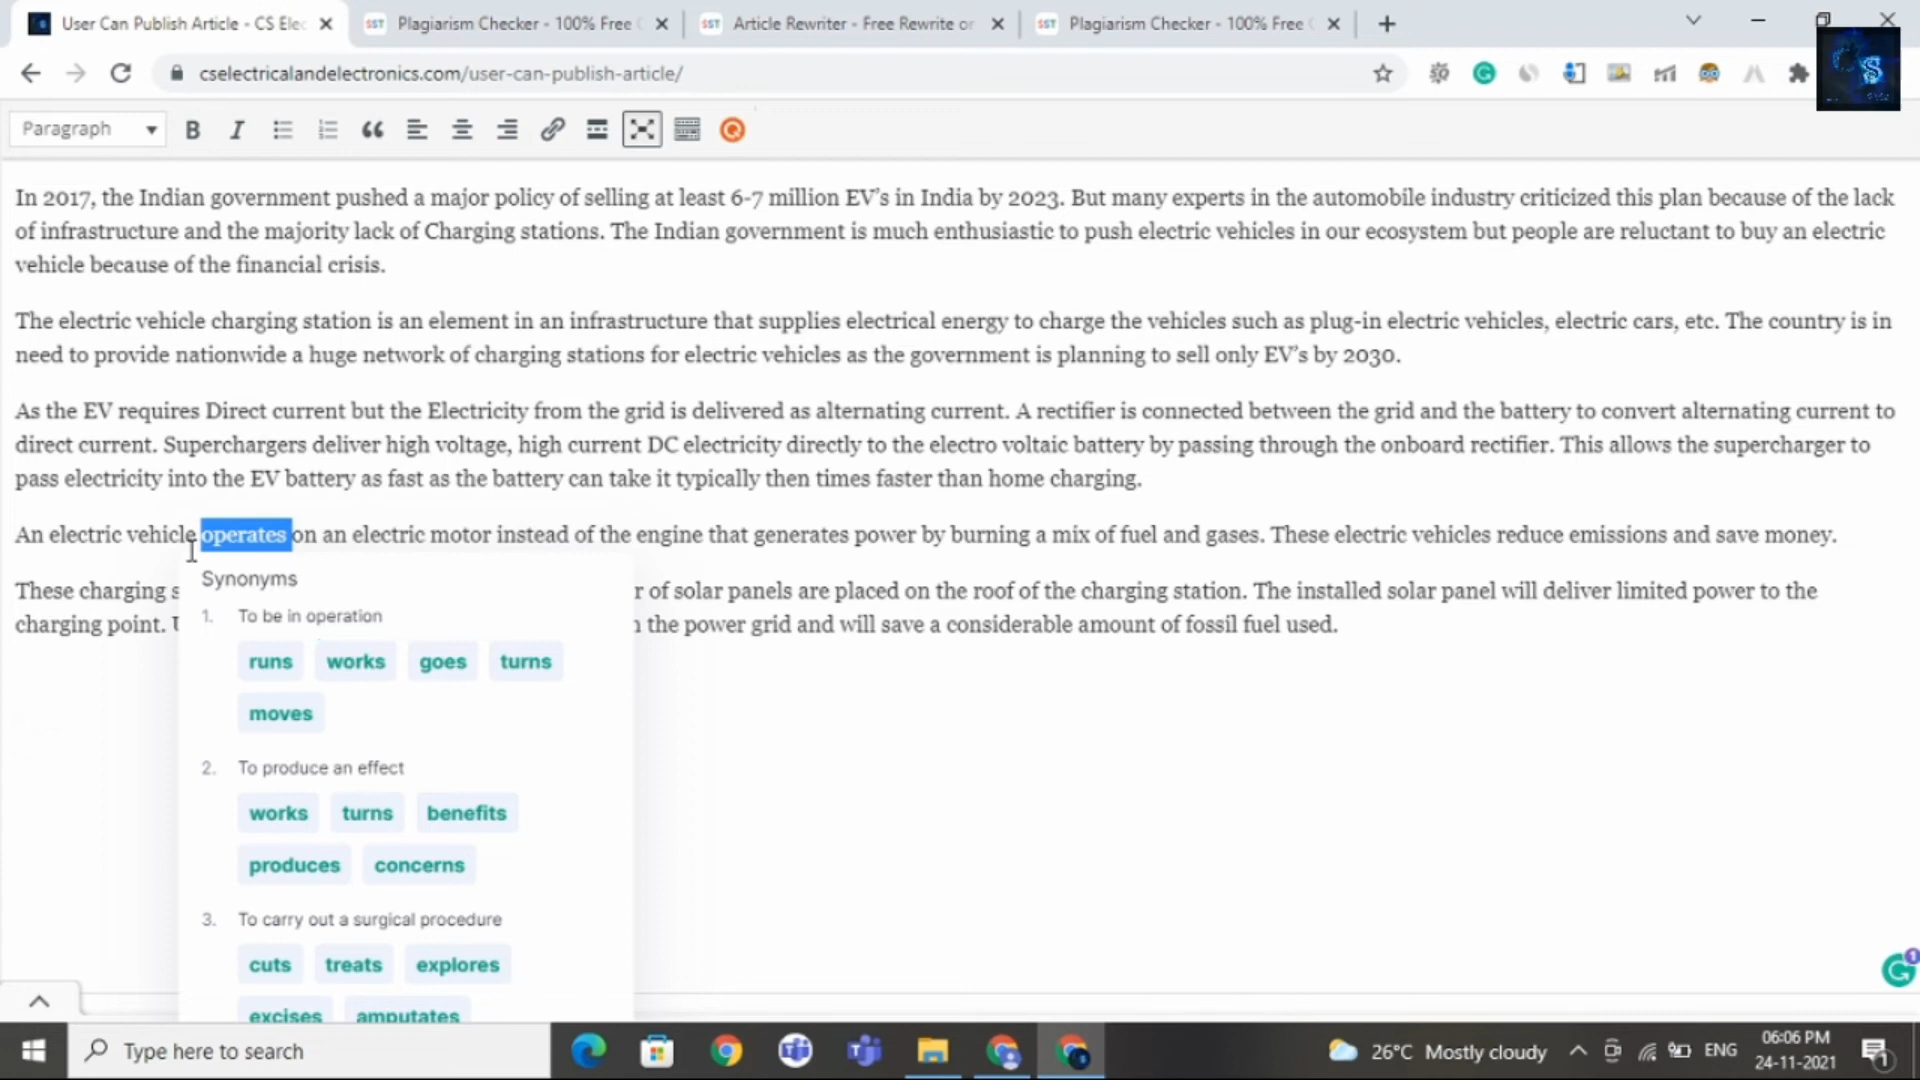 User Can Publish Article - CS Elec
Plagiarism Checker - 100% Free
Article Rewriter - Free Rewrite or
Plagiarism Checker - 100% Free
cselectricalandelectronics.com/user-can-publish-article/
Paragraph
In 2017, the Indian government pushed a major policy of selling at least 6-7 million EV's in India by 2023. But many experts in the automobile industry criticized this plan because of the lack
of infrastructure and the majority lack of Charging stations. The Indian government is much enthusiastic to push electric vehicles in our ecosystem but people are reluctant to buy an electric
vehicle because of the financial crisis.
The electric vehicle charging station is an element in an infrastructure that supplies electrical energy to charge the vehicles such as plug-in electric vehicles, electric cars, etc. The country is in
need to provide nationwide a huge network of charging stations for electric vehicles as the government is planning to sell only EV's by 2030.
As the EV requires Direct current but the Electricity from the grid is delivered as alternating current. A rectifier is connected between the grid and the battery to convert alternating current to
direct current. Superchargers deliver high voltage, high current DC electricity directly to the electro voltaic battery by passing through the onboard rectifier. This allows the supercharger to
pass electricity into the EV battery as fast as the battery can take it typically then times faster than home charging.
An electric vehicle operates on an electric motor instead of the engine that generates power by burning a mix of fuel and gases. These electric vehicles reduce emissions and save money.
These charging s r of solar panels are placed on the roof of the charging station. The installed solar panel will deliver limited power to the
charging point. the power grid and will save a considerable amount of fossil fuel used.
Synonyms
1. To be in operation
runs works goes turns
moves
2. To produce an effect
works turns benefits
produces concerns
3. To carry out a surgical procedure
cuts treats explores
excises amputates
Type here to search
26°C Mostly cloudy
ENG
06:06 PM
24-11-2021